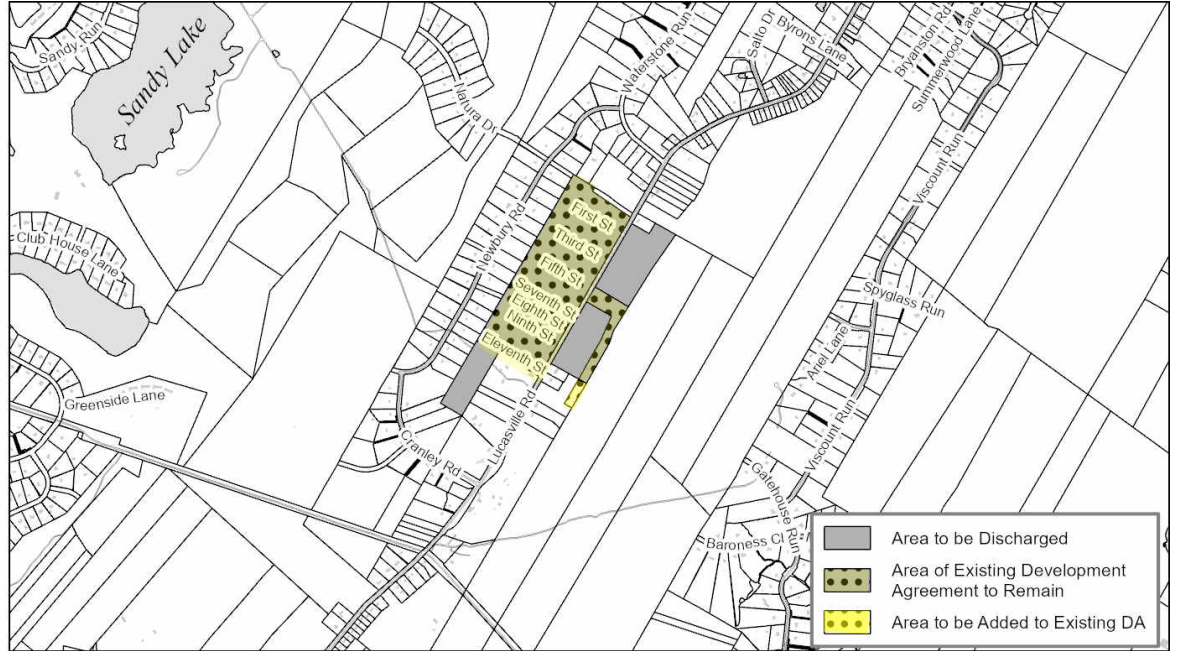 Sandy Run
Sandy Lake
Natura Dr
Waterstone Run
Salto Dr
Byrons Lane
Bryanston Rd
Summerwood Lane
Viscount Run
Club House Lane
Newbury Rd
First St
Third St
Fifth St
Seventh St
Eighth St
Ninth St
Eleventh St
Spyglass Run
Ariel Lane
Greenside Lane
Cranley Rd
Lucasville Rd
Viscount Run
Gatehouse Run
Baroness Cl
Area to be Discharged
Area of Existing Development
Agreement to Remain
Area to be Added to Existing DA